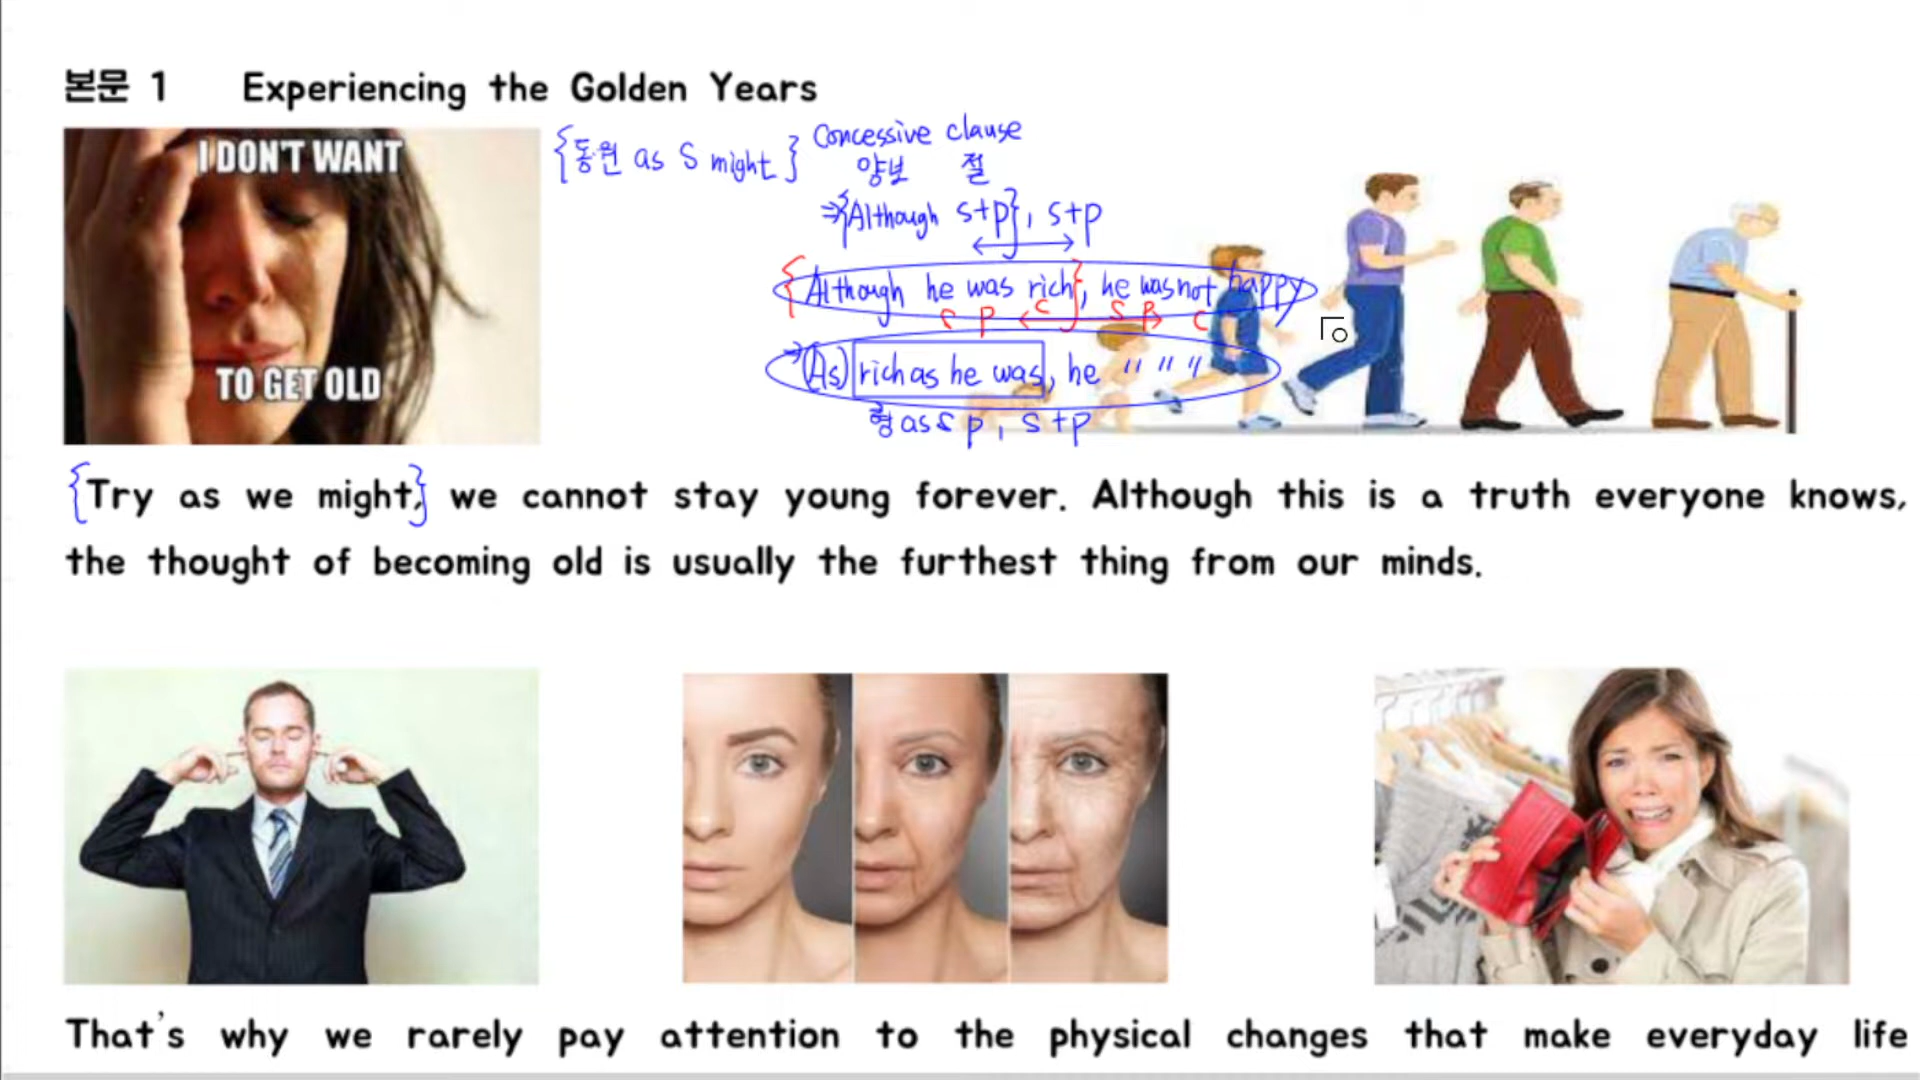 본문 1 Experiencing the Golden Years
I DON'T WANT
TO GET OLD
{동원 as S might} Concessive clause
양보 절
⇒{Although s+p}, s+p
{Although he was rich}, he was not happy
S P C S P C
→(As) rich as he was, he " " "
형 as S P, S+P
{Try as we might,} we cannot stay young forever. Although this is a truth everyone knows,
the thought of becoming old is usually the furthest thing from our minds.
That's why we rarely pay attention to the physical changes that make everyday life